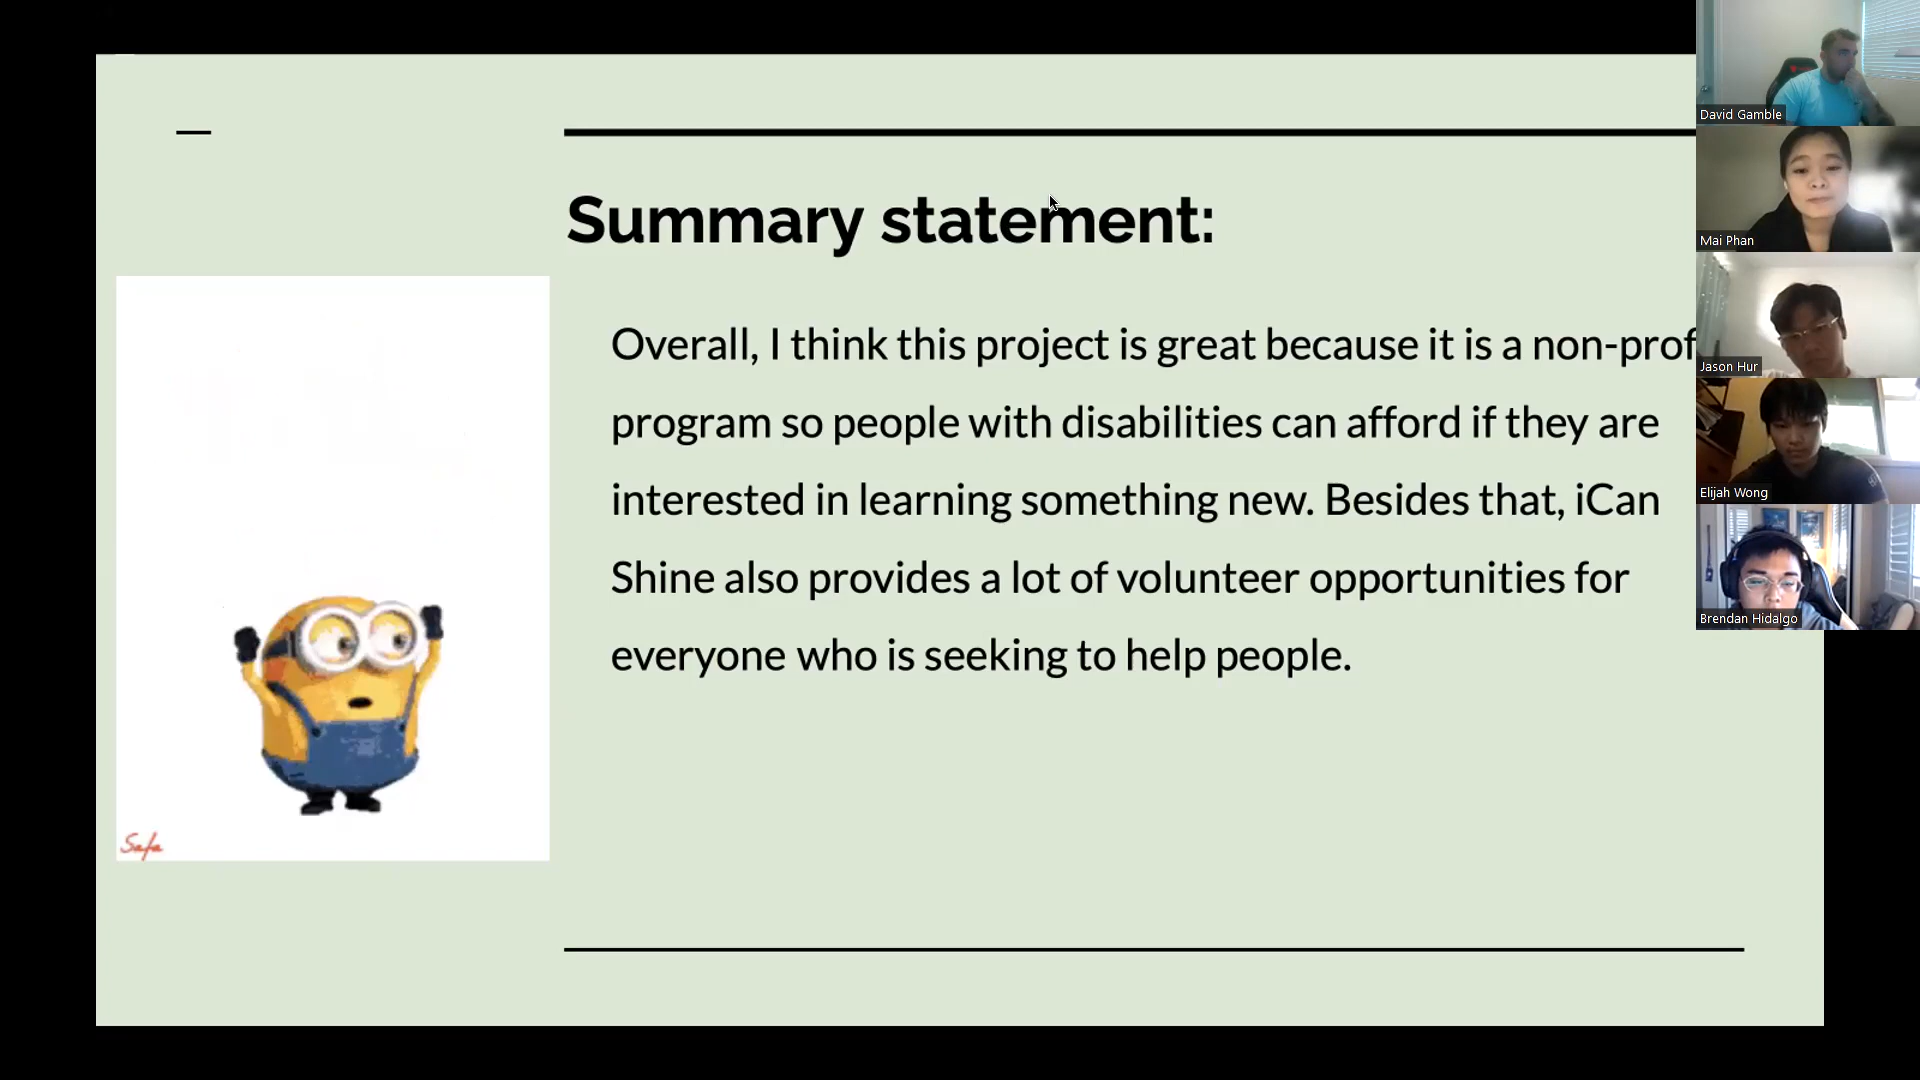 Summary statement:
Overall, I think this project is great because it is a non-prof
program so people with disabilities can afford if they are
interested in learning something new. Besides that, iCan
Shine also provides a lot of volunteer opportunities for
everyone who is seeking to help people.
Safa
David Gamble
Mai Phan
Jason Hur
Elijah Wong
Brendan Hidalgo